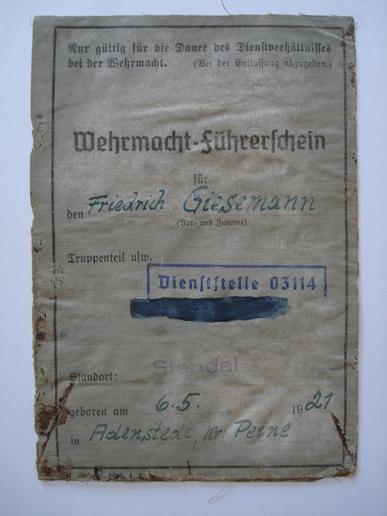 Nur gültig für die Dauer des Dienstverhältnisses
bei der Wehrmacht. (Bei der Entlassung abzugeben.)
Wehrmacht-Führerschein
für
den Friedrich Giesemann
(Vor- und Zuname)
Truppenteil usw.
Dienststelle 03114
Stendal
Standort:
geboren am 6.5. 1921
in Adenstedt, Kr. Peine